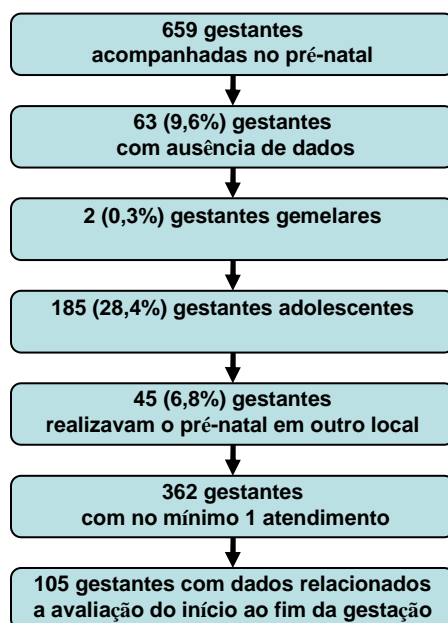 659 gestantes
acompanhadas no pré-natal
63 (9,6%) gestantes
com ausência de dados
2 (0,3%) gestantes gemelares
185 (28,4%) gestantes adolescentes
45 (6,8%) gestantes
realizavam o pré-natal em outro local
362 gestantes
com no mínimo 1 atendimento
105 gestantes com dados relacionados
a avaliação do início ao fim da gestação